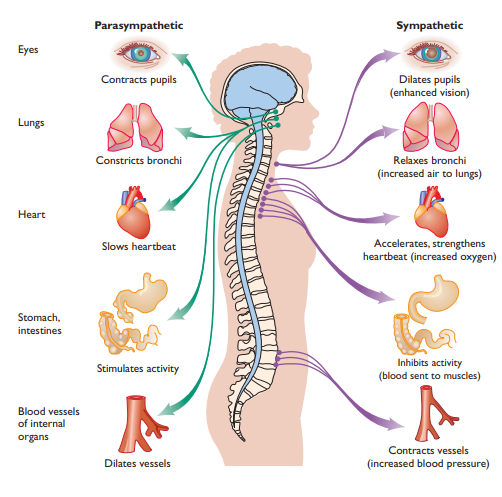 Parasympathetic
Sympathetic
Eyes
Contracts pupils
Dilates pupils
(enhanced vision)
Lungs
Constricts bronchi
Relaxes bronchi
(increased air to lungs)
Heart
Slows heartbeat
Accelerates, strengthens
heartbeat (increased oxygen)
Stomach,
intestines
Stimulates activity
Inhibits activity
(blood sent to muscles)
Blood vessels
of internal
organs
Dilates vessels
Contracts vessels
(increased blood pressure)